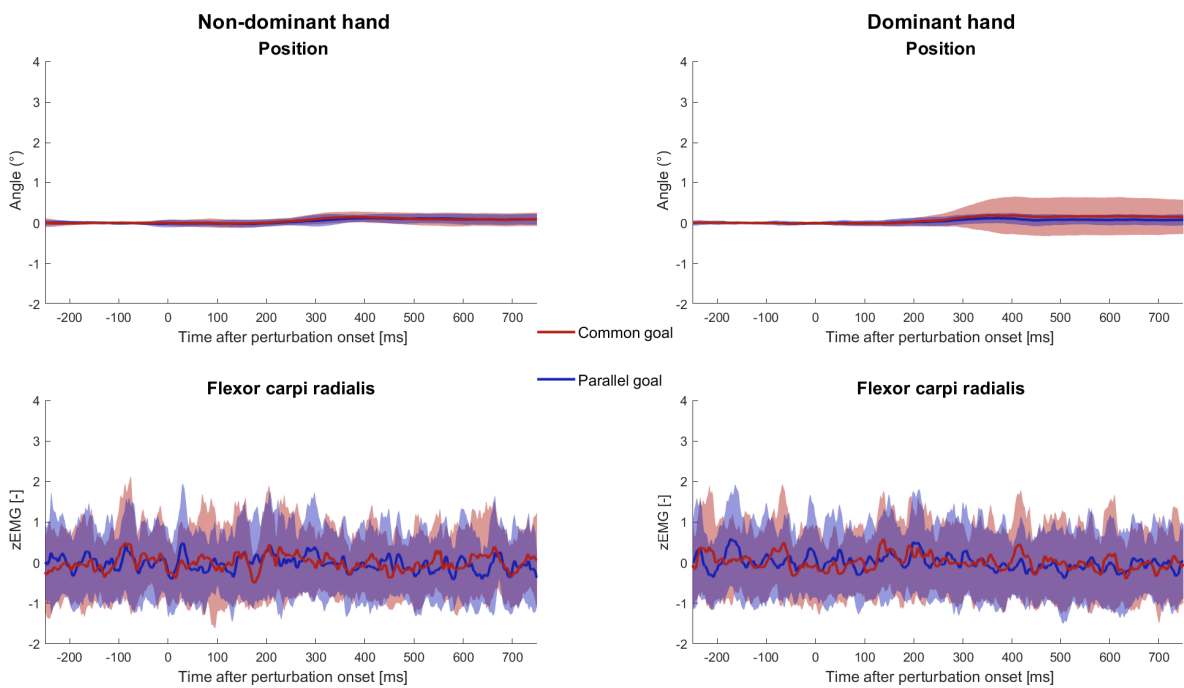 Non-dominant hand
Position
4
3
2
1
0
-1
-2
Angle (°)
-200 -100 0 100 200 300 400 500 600 700
Time after perturbation onset [ms]
Dominant hand
Position
4
3
2
1
0
-1
-2
Angle (°)
-200 -100 0 100 200 300 400 500 600 700
Time after perturbation onset [ms]
Common goal
Parallel goal
Flexor carpi radialis
4
3
2
1
0
-1
-2
zEMG [-]
-200 -100 0 100 200 300 400 500 600 700
Time after perturbation onset [ms]
Flexor carpi radialis
4
3
2
1
0
-1
-2
zEMG [-]
-200 -100 0 100 200 300 400 500 600 700
Time after perturbation onset [ms]